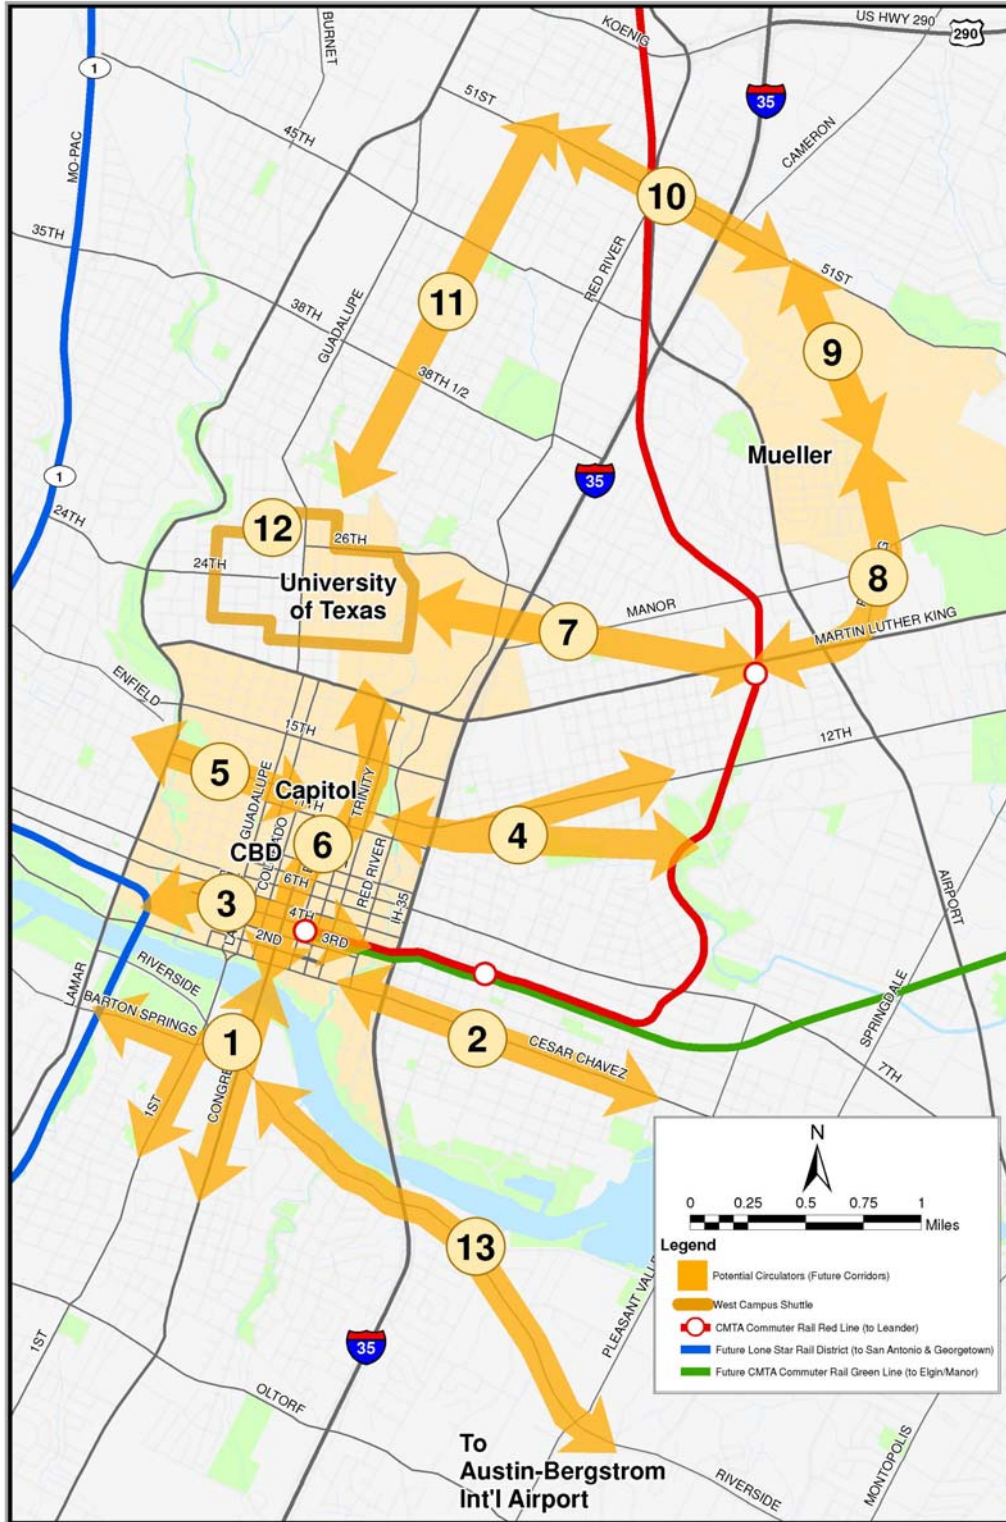 BURNET
KOENIG
US HWY 290
290
1
MO-PAC
45TH
51ST
35
CAMERON
10
35TH
RED RIVER
51ST
11
38TH
GUADALUPE
9
38TH 1/2
Mueller
35
1
24TH
12
26TH
24TH
University
of Texas
8
MANOR
7
MARTIN LUTHER KING
ENFIELD
15TH
12TH
5
Capitol
TRINITY
GUADALUPE
4
6
CBD
RED RIVER
6TH
AIRPORT
3
4TH
IH-35
2ND
3RD
RIVERSIDE
LAMAR
BARTON SPRINGS
SPRINGDALE
1
2
CESAR CHAVEZ
7TH
1ST
N
0 0.25 0.5 0.75 1
Miles
Legend
Potential Circulators (Future Corridors)
West Campus Shuttle
CMTA Commuter Rail Red Line (to Leander)
Future Lone Star Rail District (to San Antonio & Georgetown)
Future CMTA Commuter Rail Green Line (to Elgin/Manor)
13
1ST
35
OLTORF
To
Austin-Bergstrom
Int'l Airport
RIVERSIDE
MONTOPOLIS